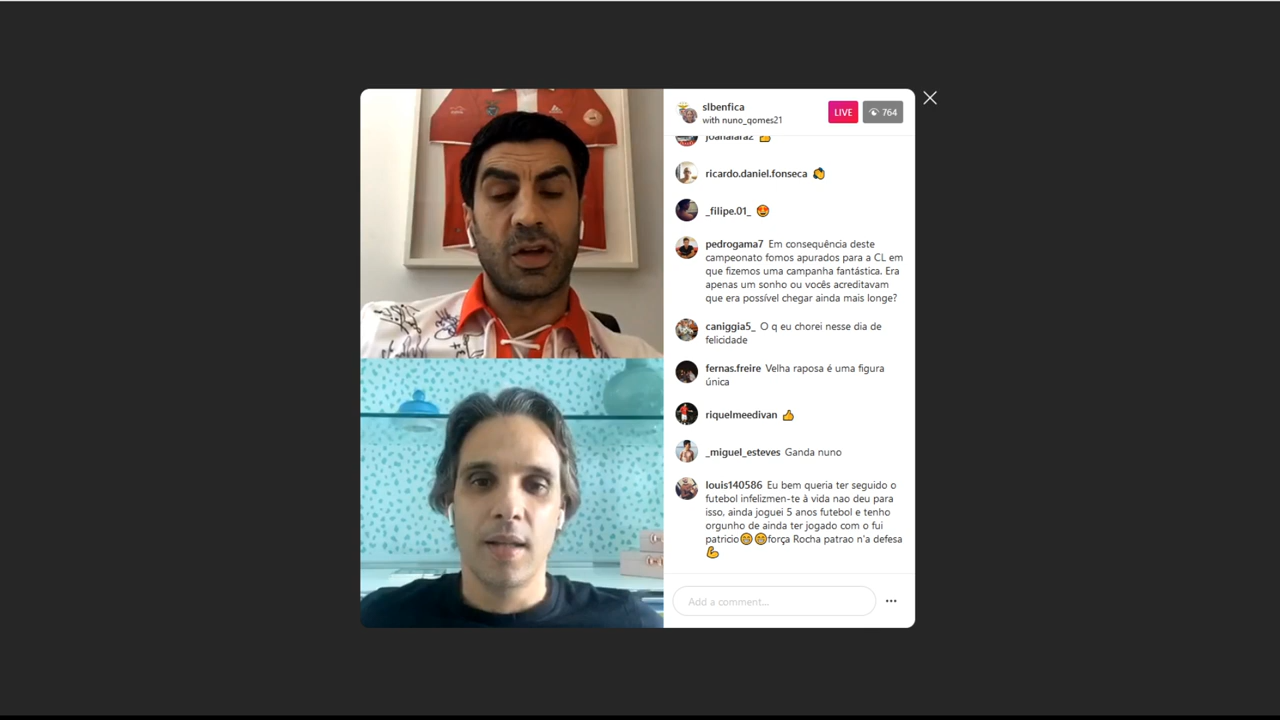 slbenfica
with nuno_gomes21
LIVE
764
joanalara2
ricardo.daniel.fonseca 👏
_filipe.01_ 😍
pedrogama7 Em consequência deste
campeonato fomos apurados para a CL em
que fizemos uma campanha fantástica. Era
apenas um sonho ou vocês acreditavam
que era possível chegar ainda mais longe?
caniggia5_ O q eu chorei nesse dia de
felicidade
fernas.freire Velha raposa é uma figura
única
riquelmeedivan 👍
_miguel_esteves Ganda nuno
louis140586 Eu bem queria ter seguido o
futebol infelizmen-te à vida nao deu para
isso, ainda joguei 5 anos futebol e tenho
orgunho de ainda ter jogado com o fui
patricio😁😁força Rocha patrao n'a defesa
💪
Add a comment...